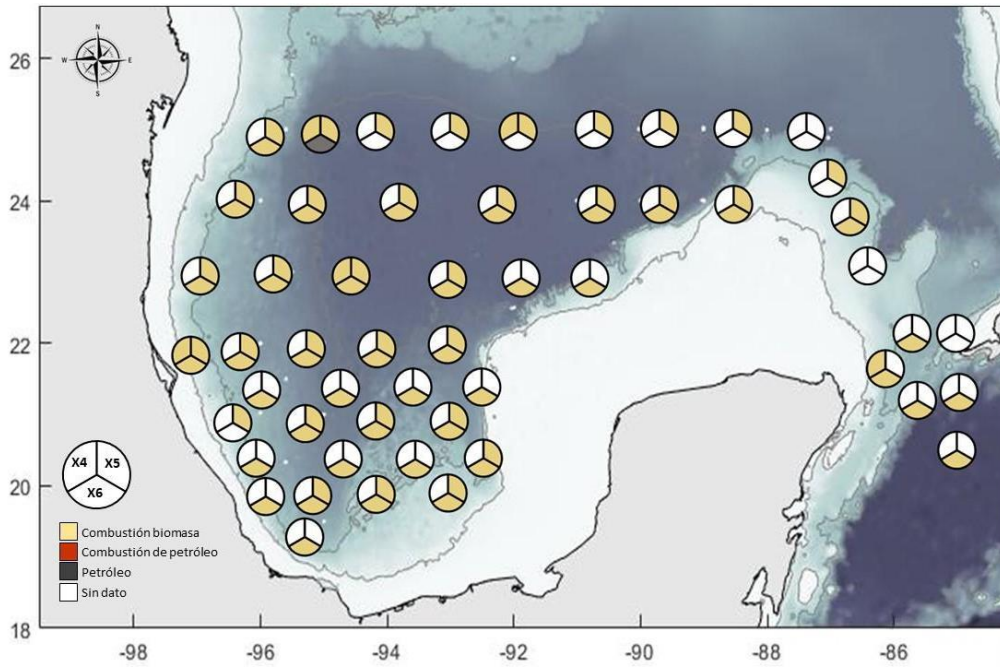 26
N
W
E
S
24
22
X4
X5
X6
20
Combustión biomasa
Combustión de petróleo
Petróleo
Sin dato
18
-98
-96
-94
-92
-90
-88
-86